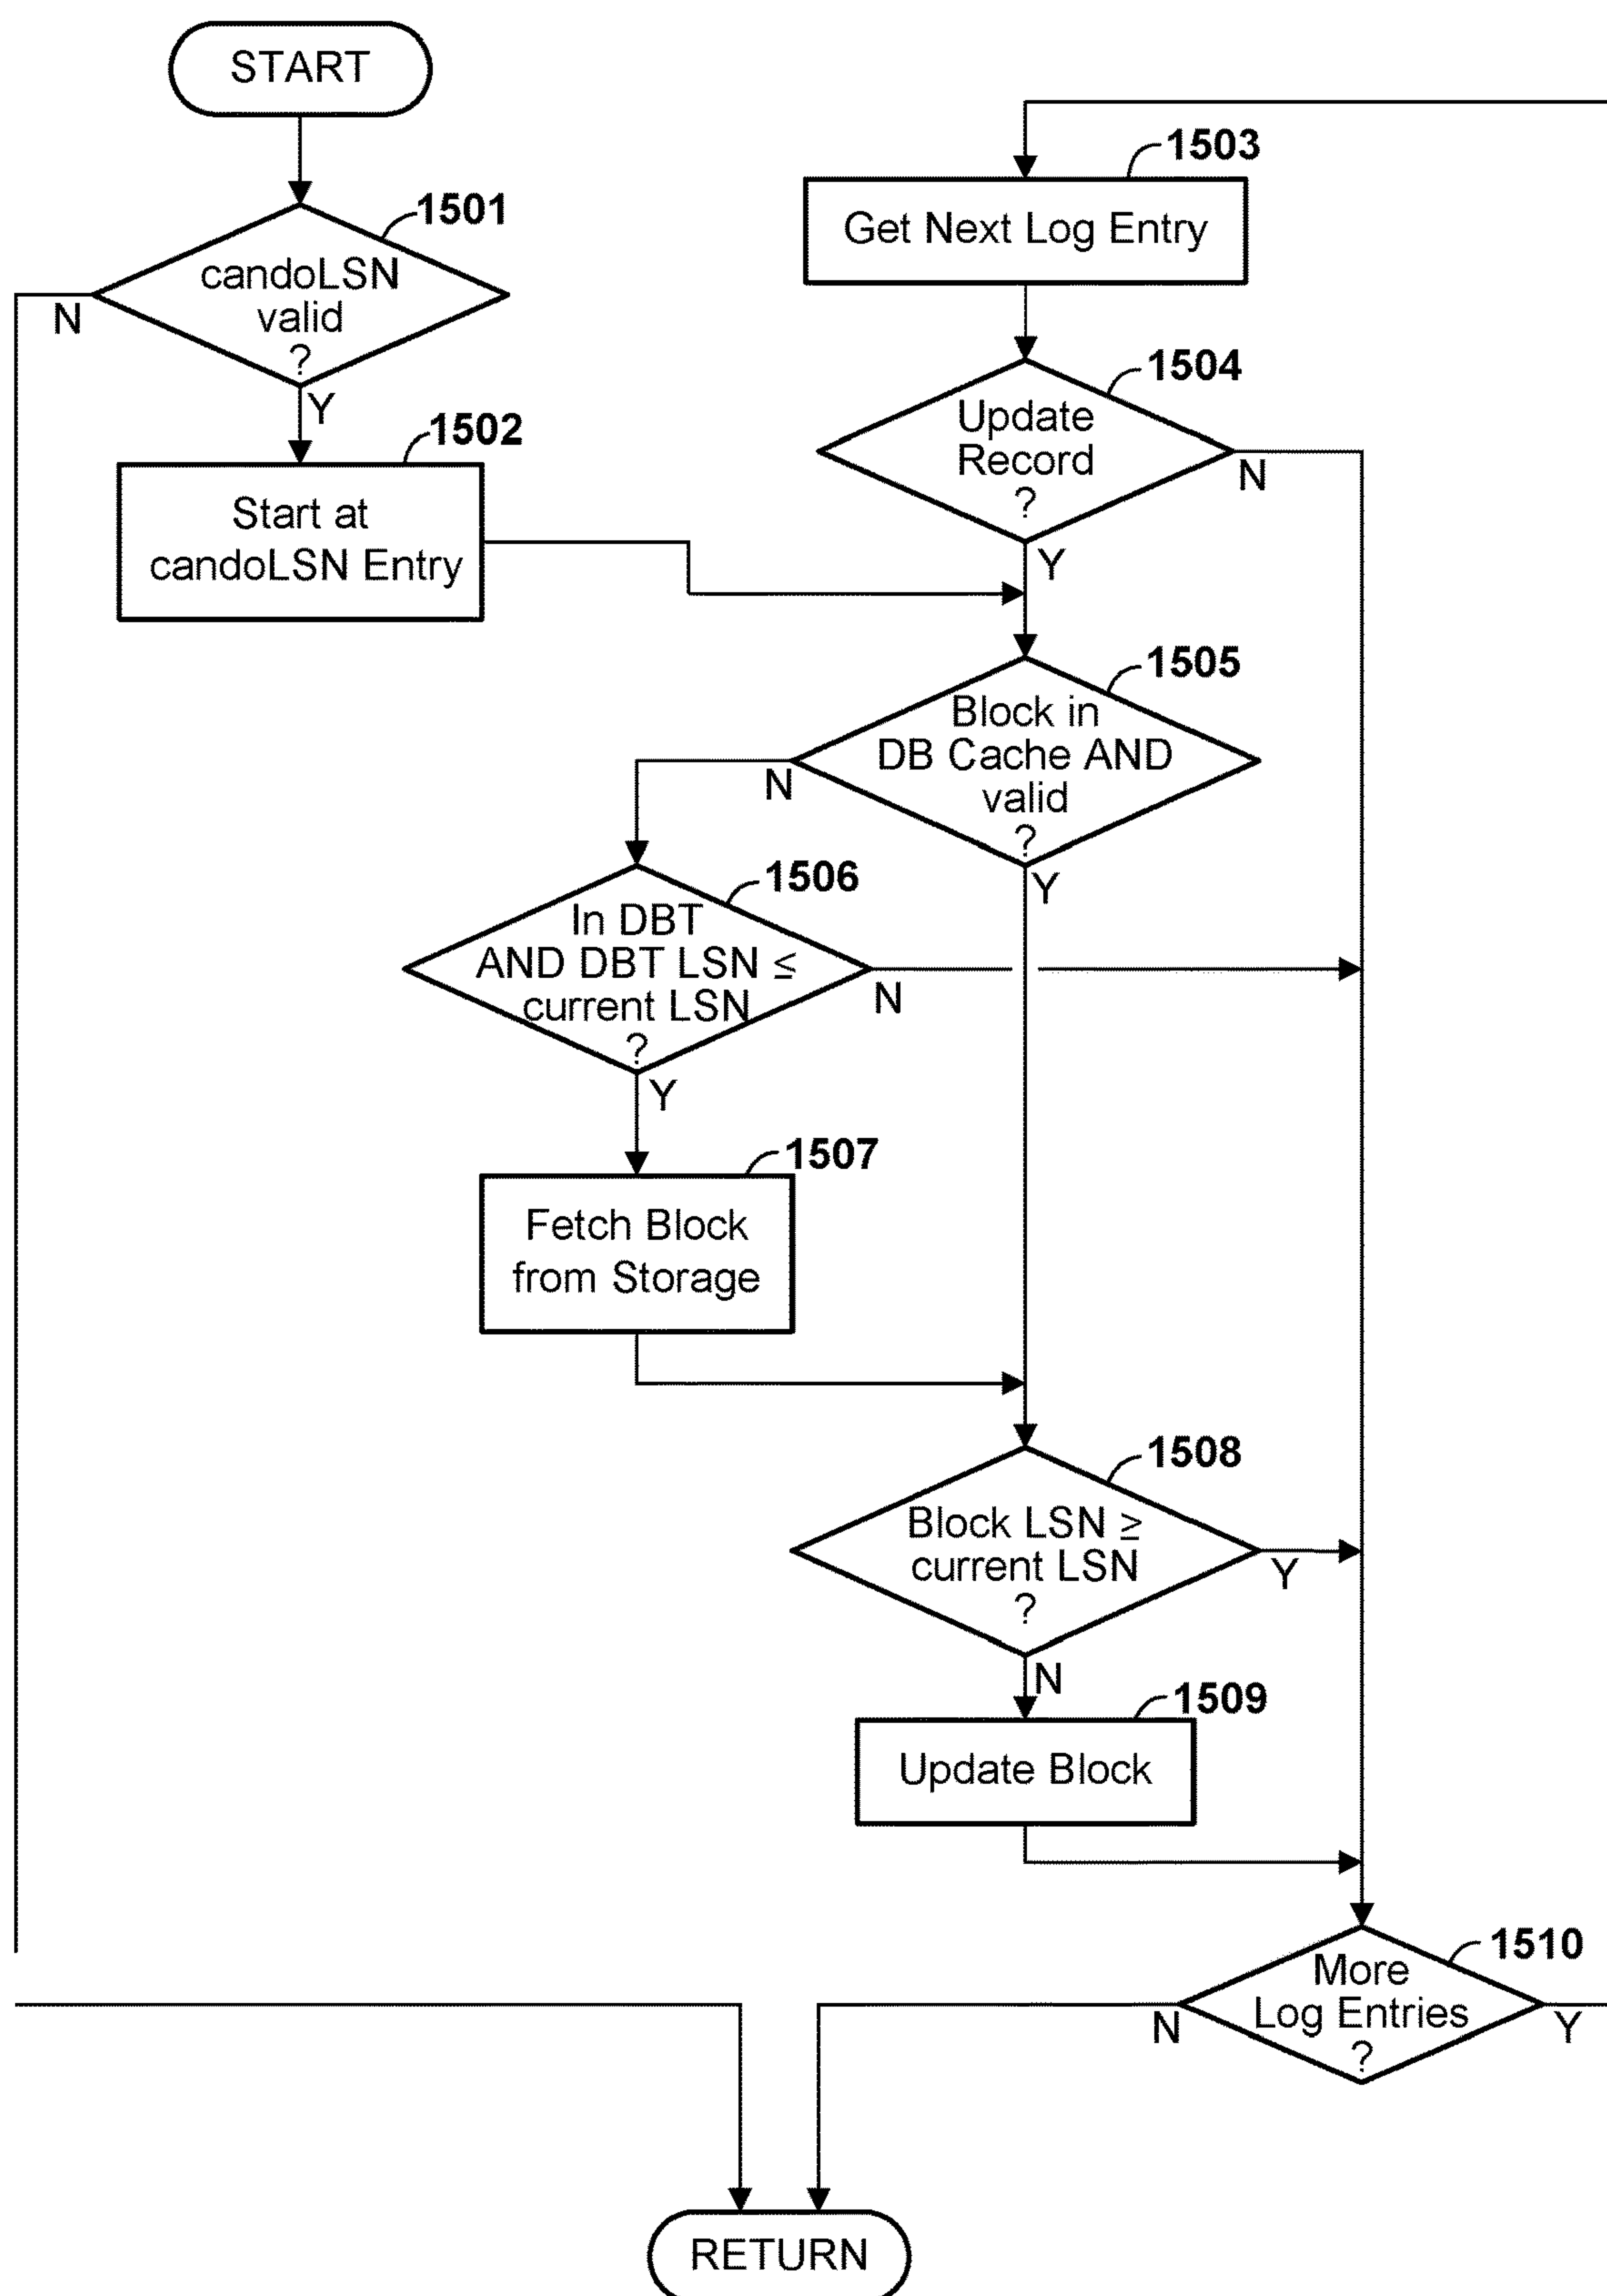 START
1501
candoLSN
valid
?
N
Y
1502
Start at
candoLSN Entry
1503
Get Next Log Entry
1504
Update
Record
?
N
Y
1505
Block in
DB Cache AND
valid
?
N
Y
1506
In DBT
AND DBT LSN ≤
current LSN
?
N
Y
1507
Fetch Block
from Storage
1508
Block LSN ≥
current LSN
?
Y
N
1509
Update Block
1510
More
Log Entries
?
N
Y
RETURN